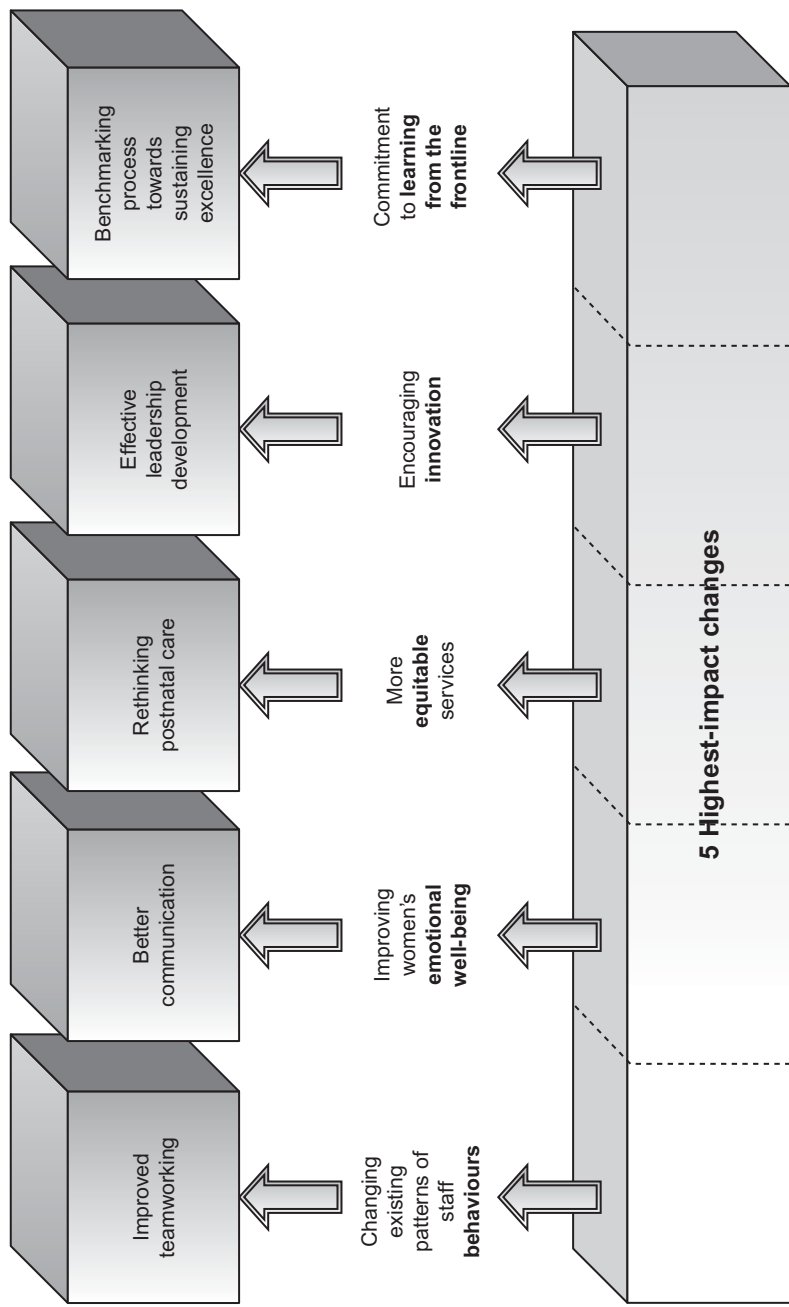 Improved
teamworking
Better
communication
Rethinking
postnatal care
Effective
leadership
development
Benchmarking
process
towards
sustaining
excellence
Changing
existing
patterns of
staff
behaviours
Improving
women's
emotional
well-being
More
equitable
services
Encouraging
innovation
Commitment
to learning
from the
frontline
5 Highest-impact changes